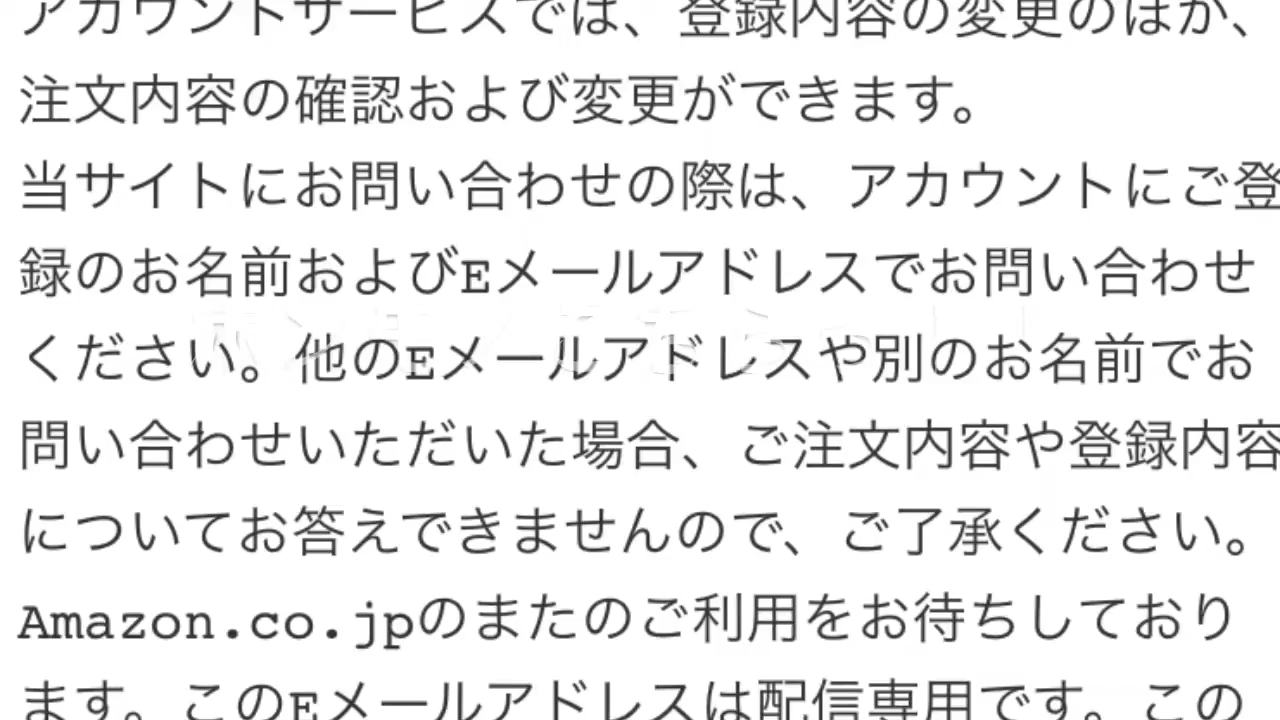 アカウントサービスでは、登録内容の変更のほか、
注文内容の確認および変更ができます。
当サイトにお問い合わせの際は、アカウントにご登
録のお名前およびEメールアドレスでお問い合わせ
ください。他のEメールアドレスや別のお名前でお
問い合わせいただいた場合、ご注文内容や登録内容
についてお答えできませんので、ご了承ください。
Amazon.co.jpのまたのご利用をお待ちしており
ます。このEメールアドレスは配信専用です。この